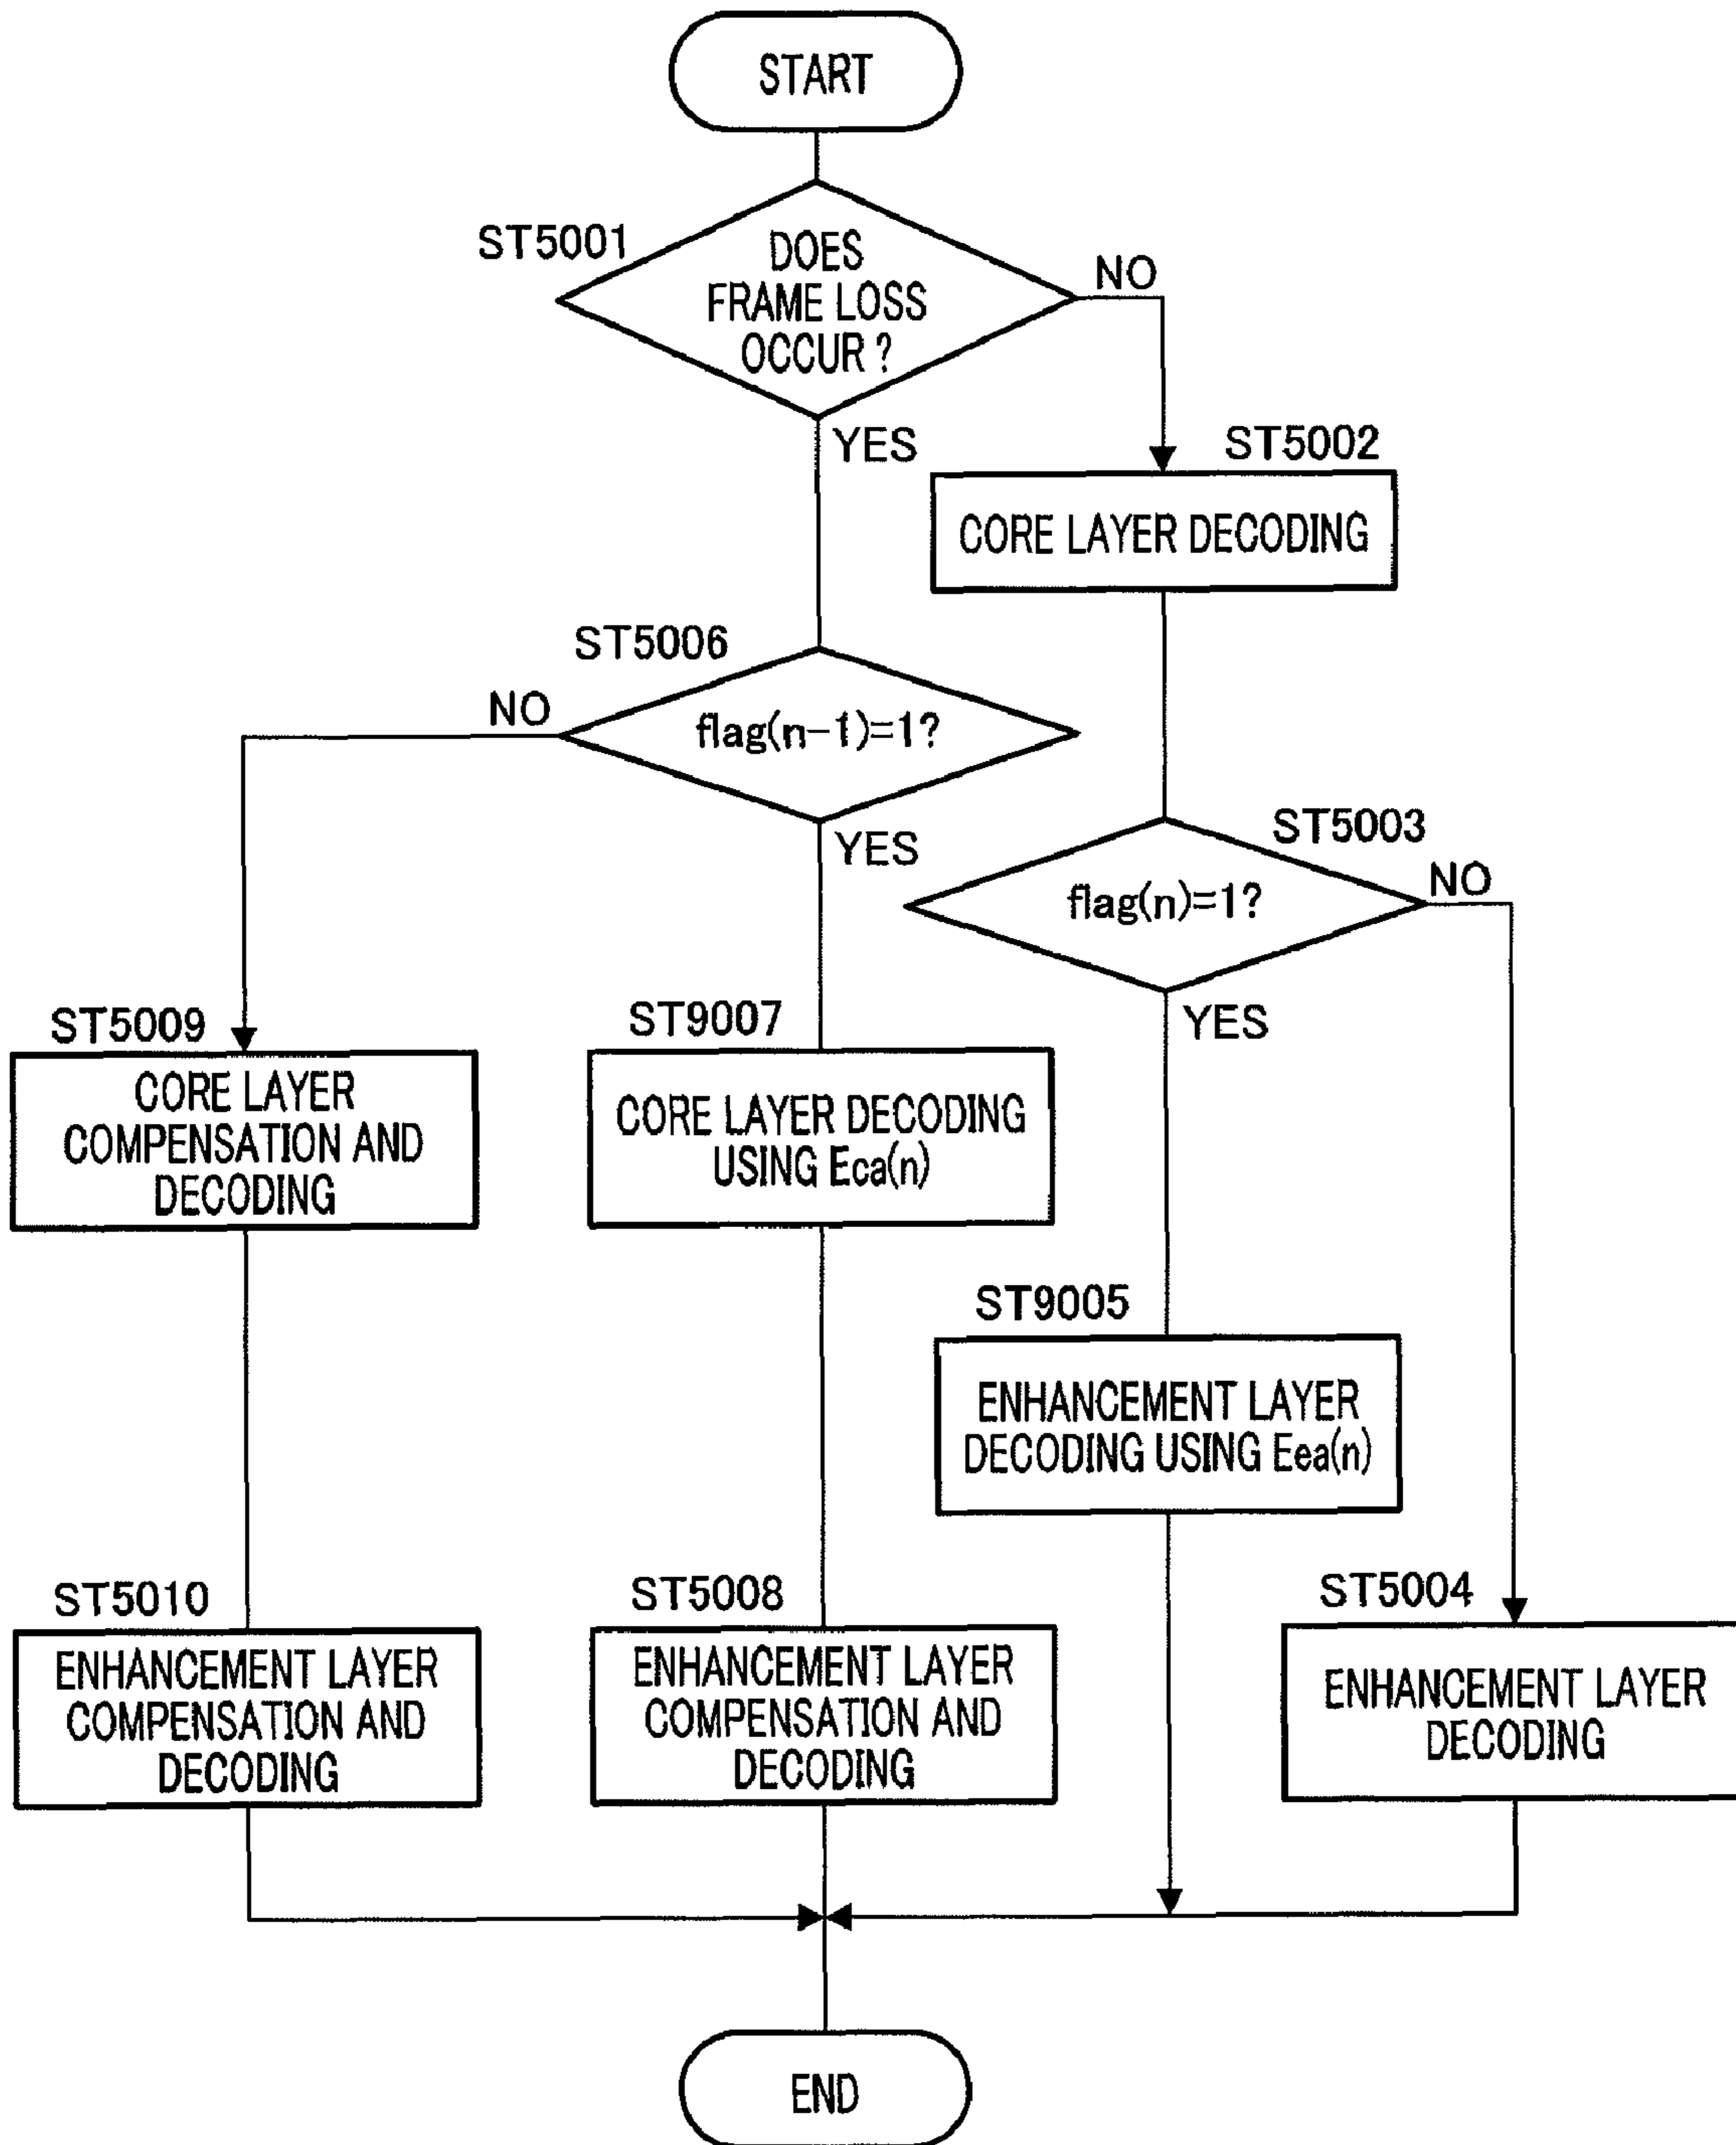 START
ST5001
DOES
FRAME LOSS
OCCUR ?
NO
YES
ST5002
CORE LAYER DECODING
ST5006
NO
flag(n-1)=1?
YES
ST5003
flag(n)=1?
NO
YES
ST5009
CORE LAYER
COMPENSATION AND
DECODING
ST9007
CORE LAYER DECODING
USING Eca(n)
ST9005
ENHANCEMENT LAYER
DECODING USING Eea(n)
ST5010
ENHANCEMENT LAYER
COMPENSATION AND
DECODING
ST5008
ENHANCEMENT LAYER
COMPENSATION AND
DECODING
ST5004
ENHANCEMENT LAYER
DECODING
END